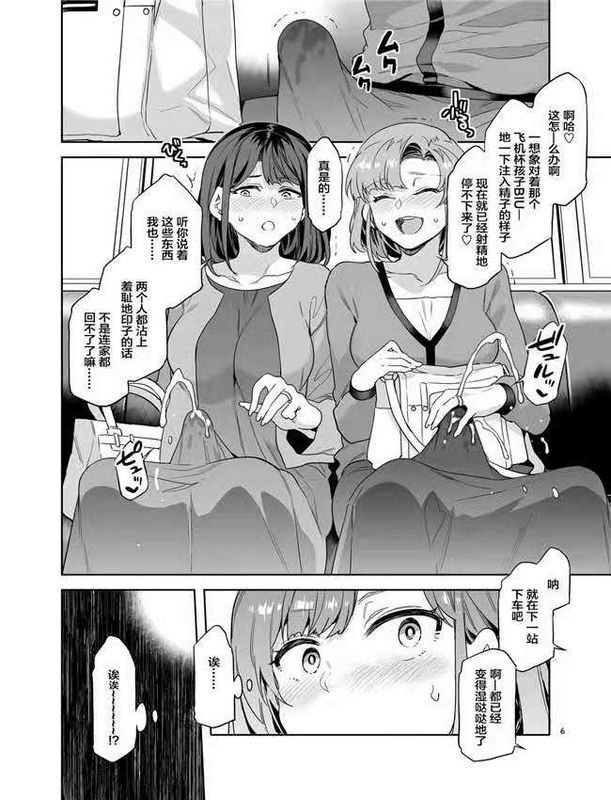 啊哈♡
这怎—么办啊
一想象对着那个
飞机杯孩子BIU—
地一下注入精子的样子
现在就已经射精地
停不下来了♡
真是的……
听你说着
这些东西
我也……
两个人都沾上
羞耻地印子的话
不是连家都
回不了了嘛……
ドピュルッ♡
ピュッ♡
呐
就在下一站
下车吧
啊—都已经
变得湿哒哒地
了
诶……
诶诶~~~~~!?
6